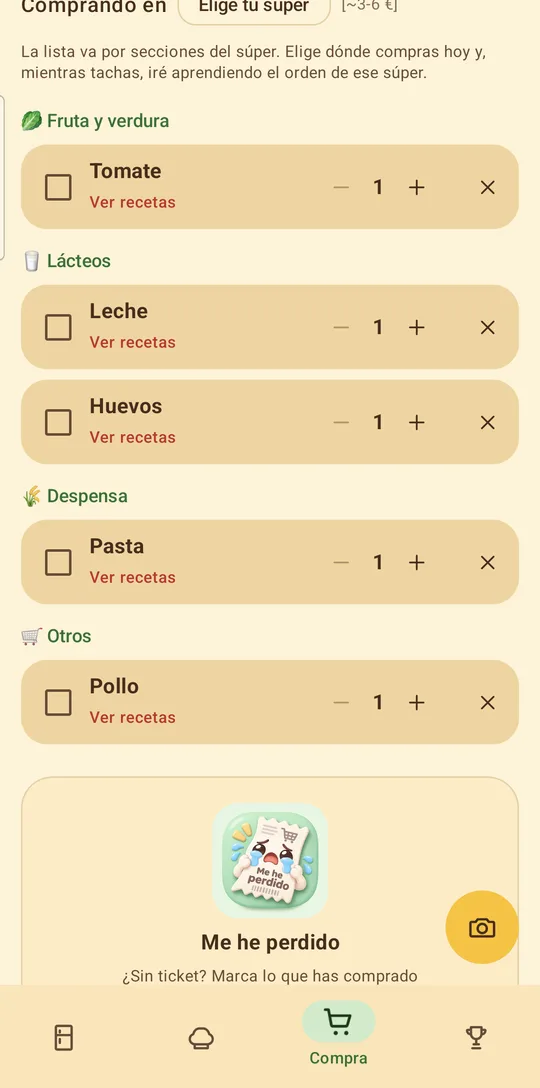 Comprando en Elige tu súper [~3-6 €]
La lista va por secciones del súper. Elige dónde compras hoy y,
mientras tachas, iré aprendiendo el orden de ese súper.
Fruta y verdura
Tomate
Ver recetas
— 1 + ×
Lácteos
Leche
Ver recetas
— 1 + ×
Huevos
Ver recetas
— 1 + ×
Despensa
Pasta
Ver recetas
— 1 + ×
Otros
Pollo
Ver recetas
— 1 + ×
Me he
perdido
Me he perdido
¿Sin ticket? Marca lo que has comprado
Compra